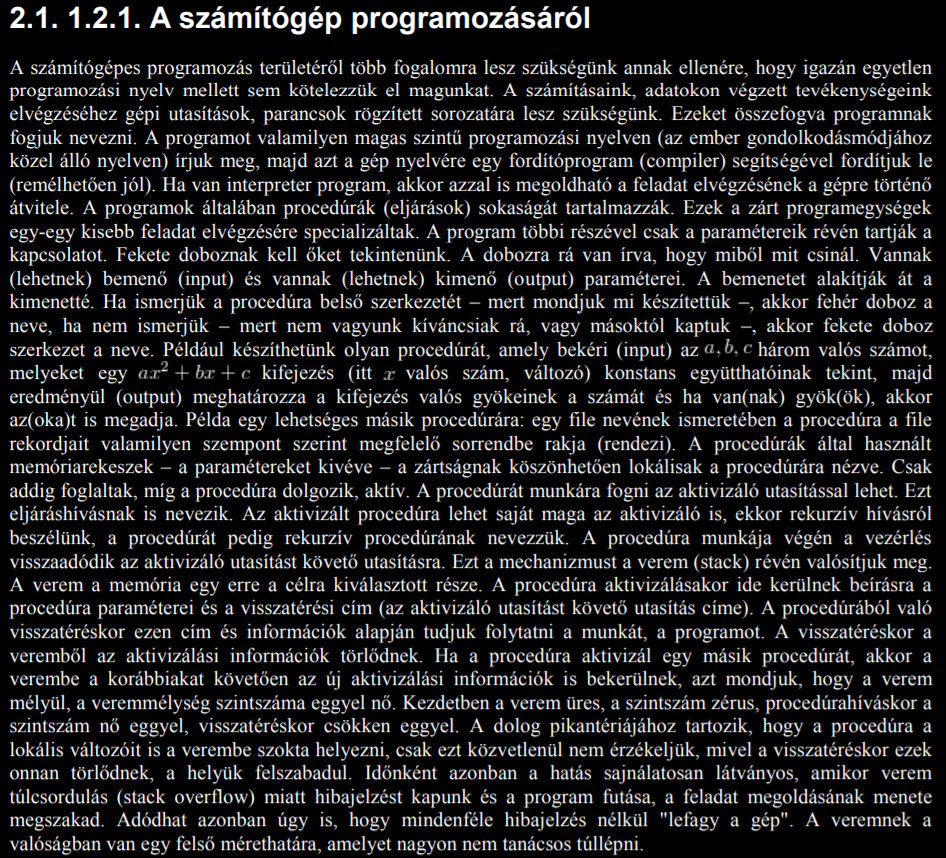 2.1. 1.2.1. A számítógép programozásáról
A számítógépes programozás területéről több fogalomra lesz szükségünk annak ellenére, hogy igazán egyetlen
programozási nyelv mellett sem kötelezzük el magunkat. A számításaink, adatokon végzett tevékenységeink
elvégzéséhez gépi utasítások, parancsok rögzített sorozatára lesz szükségünk. Ezeket összefogva programnak
fogjuk nevezni. A programot valamilyen magas szintű programozási nyelven (az ember gondolkodásmódjához
közel álló nyelven) írjuk meg, majd azt a gép nyelvére egy fordítóprogram (compiler) segítségével fordítjuk le
(remélhetően jól). Ha van interpreter program, akkor azzal is megoldható a feladat elvégzésének a gépre történő
átvitele. A programok általában procedúrák (eljárások) sokaságát tartalmazzák. Ezek a zárt programegységek
egy-egy kisebb feladat elvégzésére specializáltak. A program többi részével csak a paramétereik révén tartják a
kapcsolatot. Fekete doboznak kell őket tekintenünk. A dobozra rá van írva, hogy miből mit csinál. Vannak
(lehetnek) bemenő (input) és vannak (lehetnek) kimenő (output) paraméterei. A bemenetet alakítják át a
kimenetté. Ha ismerjük a procedúra belső szerkezetét – mert mondjuk mi készítettük –, akkor fehér doboz a
neve, ha nem ismerjük – mert nem vagyunk kíváncsiak rá, vagy másoktól kaptuk –, akkor fekete doboz
szerkezet a neve. Például készíthetünk olyan procedúrát, amely bekéri (input) az a, b, c három valós számot,
melyeket egy ax² + bx + c kifejezés (itt x valós szám, változó) konstans együtthatóinak tekint, majd
eredményül (output) meghatározza a kifejezés valós gyökeinek a számát és ha van(nak) gyök(ök), akkor
az(oka)t is megadja. Példa egy lehetséges másik procedúrára: egy file nevének ismeretében a procedúra a file
rekordjait valamilyen szempont szerint megfelelő sorrendbe rakja (rendezi). A procedúrák által használt
memóriarekeszek – a paramétereket kivéve – a zártságnak köszönhetően lokálisak a procedúrára nézve. Csak
addig foglaltak, míg a procedúra dolgozik, aktív. A procedúrát munkára fogni az aktivizáló utasítással lehet. Ezt
eljáráshívásnak is nevezik. Az aktivizált procedúra lehet saját maga az aktivizáló is, ekkor rekurzív hívásról
beszélünk, a procedúrát pedig rekurzív procedúrának nevezzük. A procedúra munkája végén a vezérlés
visszaadódik az aktivizáló utasítást követő utasításra. Ezt a mechanizmust a verem (stack) révén valósítjuk meg.
A verem a memória egy erre a célra kiválasztott része. A procedúra aktivizálásakor ide kerülnek beírásra a
procedúra paraméterei és a visszatérési cím (az aktivizáló utasítást követő utasítás címe). A procedúrából való
visszatéréskor ezen cím és információk alapján tudjuk folytatni a munkát, a programot. A visszatéréskor a
veremből az aktivizálási információk törlődnek. Ha a procedúra aktivizál egy másik procedúrát, akkor a
verembe a korábbiakat követően az új aktivizálási információk is bekerülnek, azt mondjuk, hogy a verem
mélyül, a veremmélység szintszáma eggyel nő. Kezdetben a verem üres, a szintszám zérus, procedúrahíváskor a
szintszám nő eggyel, visszatéréskor csökken eggyel. A dolog pikantériájához tartozik, hogy a procedúra a
lokális változóit is a verembe szokta helyezni, csak ezt közvetlenül nem érzékeljük, mivel a visszatéréskor ezek
onnan törlődnek, a helyük felszabadul. Időnként azonban a hatás sajnálatosan látványos, amikor verem
túlcsordulás (stack overflow) miatt hibajelzést kapunk és a program futása, a feladat megoldásának menete
megszakad. Adódhat azonban úgy is, hogy mindenféle hibajelzés nélkül "lefagy a gép". A veremnek a
valóságban van egy felső mérethatára, amelyet nagyon nem tanácsos túllépni.